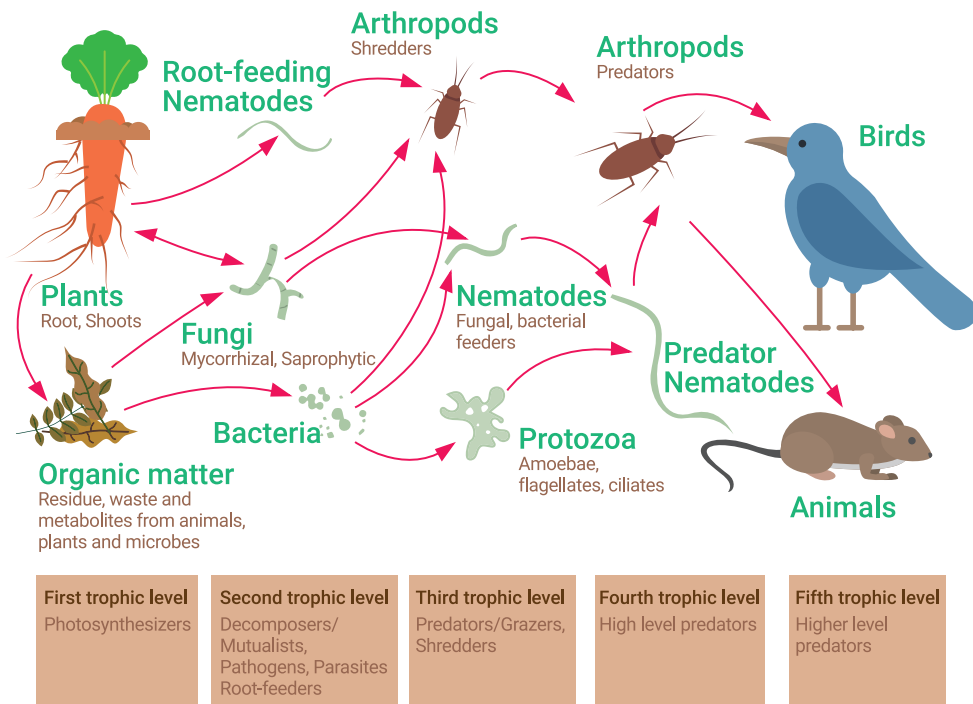 Arthropods
Shredders
Arthropods
Predators
Root-feeding
Nematodes
Birds
Plants
Root, Shoots
Fungi
Mycorrhizal, Saprophytic
Nematodes
Fungal, bacterial
feeders
Predator
Nematodes
Bacteria
Protozoa
Amoebae,
flagellates, ciliates
Organic matter
Residue, waste and
metabolites from animals,
plants and microbes
Animals
First trophic level
Photosynthesizers
Second trophic level
Decomposers/
Mutualists,
Pathogens, Parasites
Root-feeders
Third trophic level
Predators/Grazers,
Shredders
Fourth trophic level
High level predators
Fifth trophic level
Higher level
predators